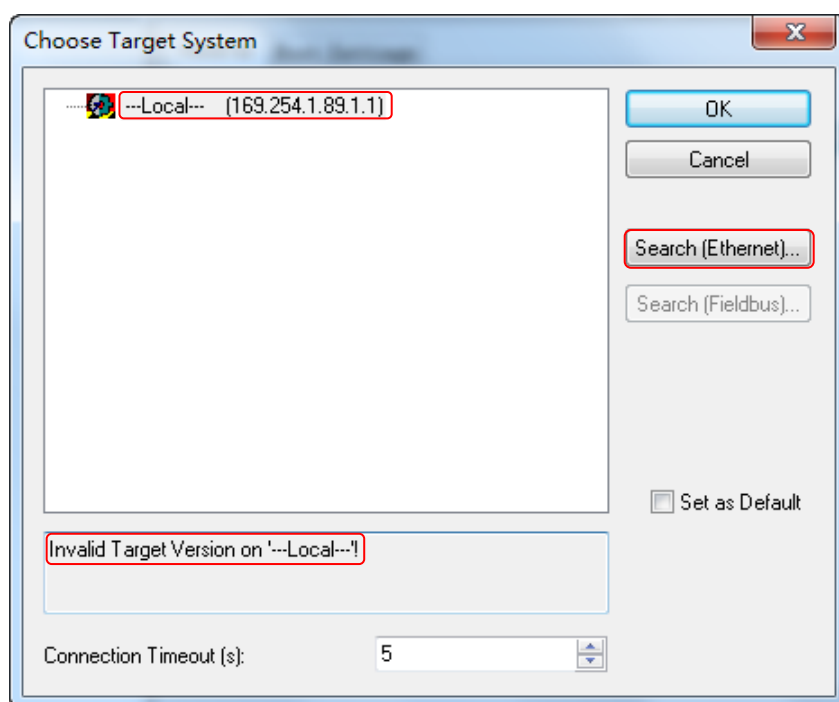 Choose Target System
---Local--- (169.254.1.89.1.1)
OK
Cancel
Search (Ethernet)...
Search (Fieldbus)...
Set as Default
Invalid Target Version on '---Local---'!
Connection Timeout (s):
5